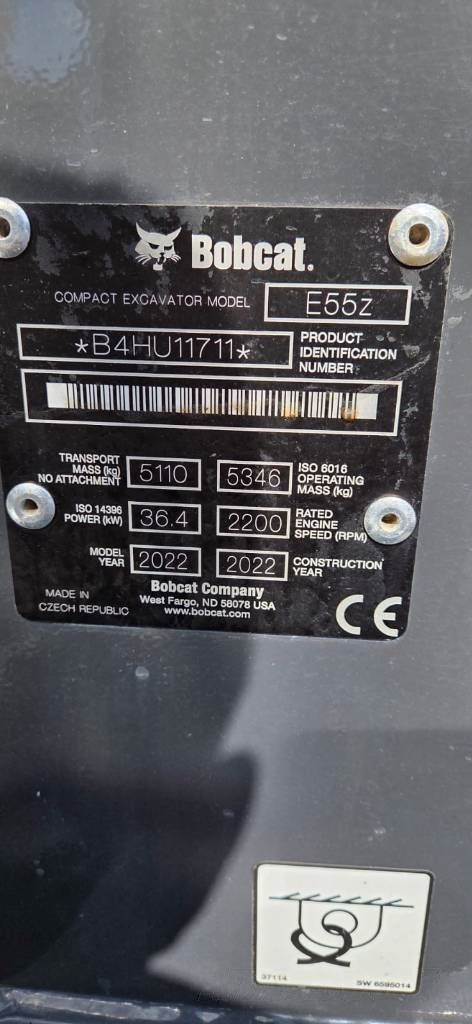 Bobcat.
COMPACT EXCAVATOR MODEL E55z
*B4HU11711* PRODUCT IDENTIFICATION NUMBER
TRANSPORT MASS (kg) NO ATTACHMENT 5110 5346 ISO 6016 OPERATING MASS (kg)
ISO 14396 POWER (kW) 36.4 2200 RATED ENGINE SPEED (RPM)
MODEL YEAR 2022 2022 CONSTRUCTION YEAR
Bobcat Company
West Fargo, ND 58078 USA
www.bobcat.com
MADE IN
CZECH REPUBLIC
CE
37114 SW 6595014